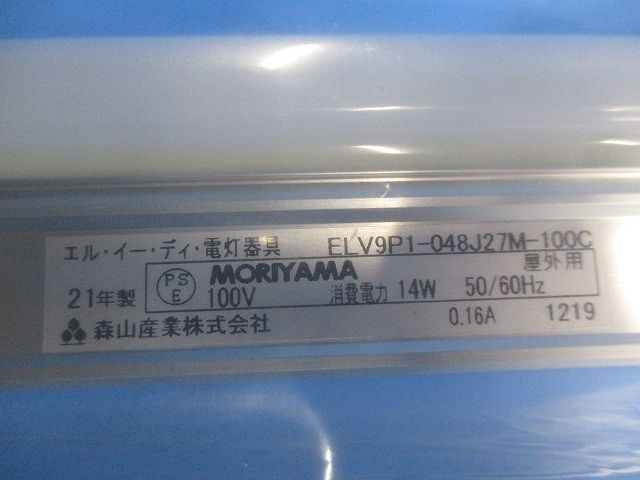 エル・イー・ディ・電灯器具 ELV9P1-048J27M-100C
PSE MORIYAMA 屋外用
21年製 100V 消費電力 14W 50/60Hz
森山産業株式会社 0.16A 1219